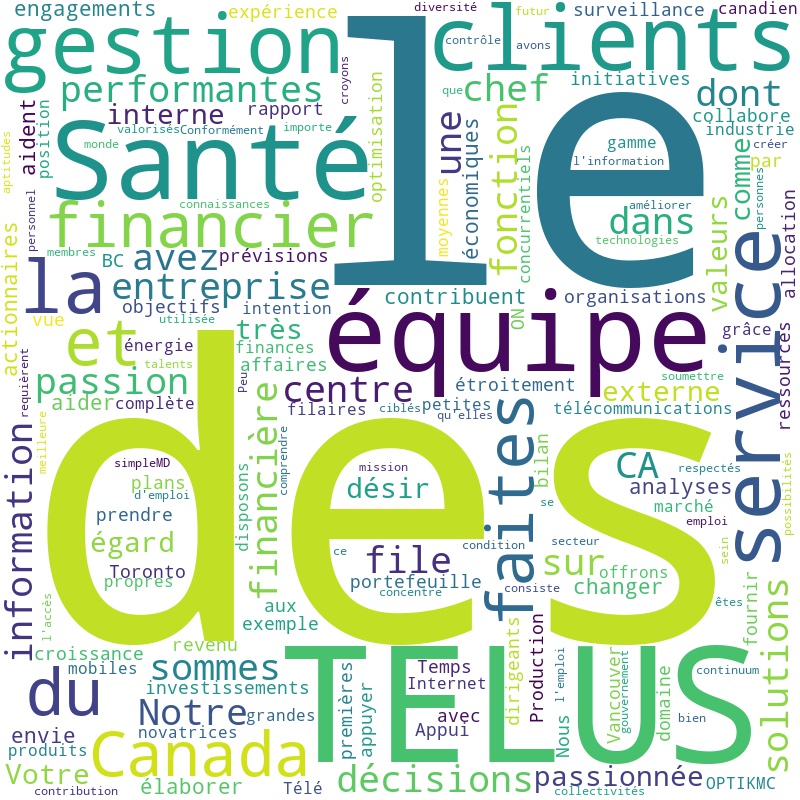 engagements
expérience
diversité
futur
surveillance
canadien
gestion
le
clients
contrôle
avons
croyons
performantes
que
chef
initiatives
dont
interne
rapport
optimisation
collabore
industrie
aident
position
valorisés
Conformément
importe
Santé
une
économiques
gamme
l'information
comme
par
créer
aptitudes
monde
fonction
concurrentiels
moyennes
améliorer
personnes
personnel
connaissances
financier
dans
technologies
valeurs
allocation
actionnaires
membres
BC
avez
prévisions
la
entreprise
contribuent
organisations
service
objectifs
intention
ON
vue
utilisée
et
très
équipe
grâce
énergie
finances
requièrent
talents
affaires
Peu
soumettre
ressources
passion
centre
étroitement
externe
aider
complète
filaires
ciblés
petites
qu'elles
télécommunications
des
meilleure
information
financière
comprendre
faites
bilan
simpleMD
mission
CA
respectés
plans
d'emploi
désir
analyses
possibilités
prendre
disposons
se
marché
emploi
égard
ce
condition
secteur
sein
file
sur
Toronto
propres
portefeuille
offrons
changer
concentre
consiste
fournir
l'accès
aux
exemple
êtes
croissance
revenu
TELUS
solutions
mobiles
sommes
premières
appuyer
Temps
Internet
dirigeants
Production
Nous
l'emploi
Vancouver
gouvernement
domaine
continuum
du
investissements
Notre
grandes
avec
Appui
bien
envie
novatrices
produits
Canada
Votre
contribution
élaborer
Télé
décisions
passionnée
collectivités
OPTIKMC